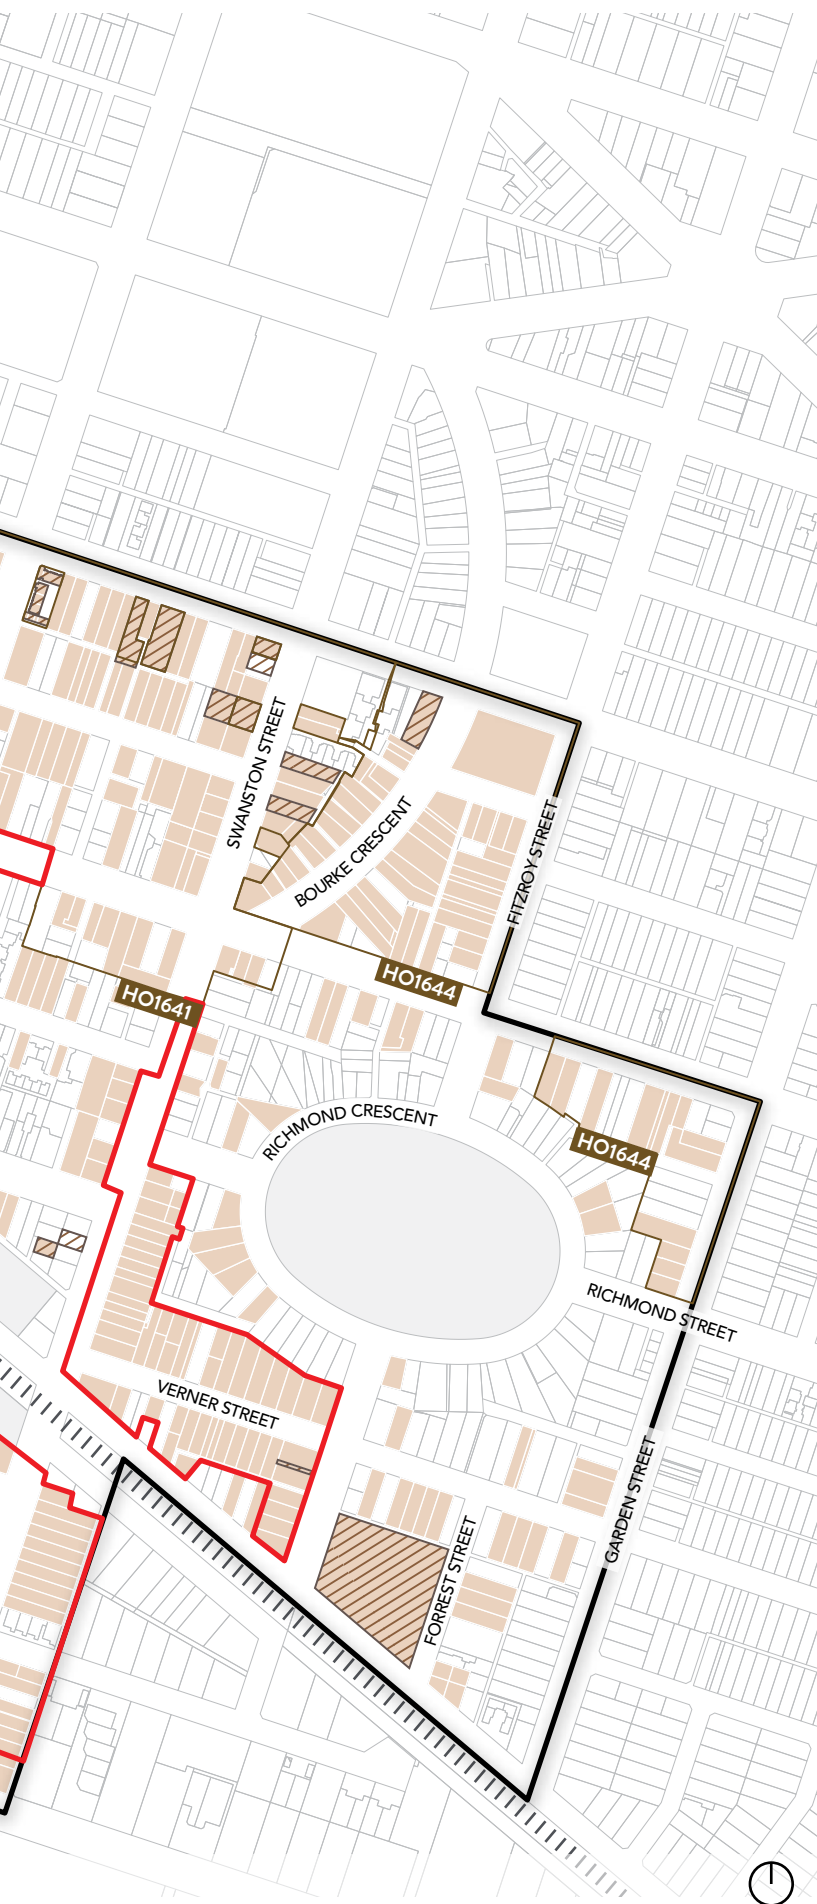 SWANSTON STREET
BOURKE CRESCENT
FITZROY STREET
HO1644
HO1641
RICHMOND CRESCENT
HO1644
RICHMOND STREET
VERNER STREET
GARDEN STREET
FORREST STREET